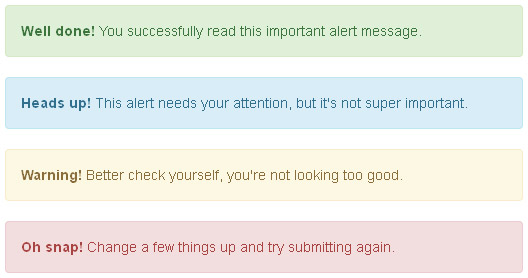 Well done! You successfully read this important alert message.
Heads up! This alert needs your attention, but it's not super important.
Warning! Better check yourself, you're not looking too good.
Oh snap! Change a few things up and try submitting again.